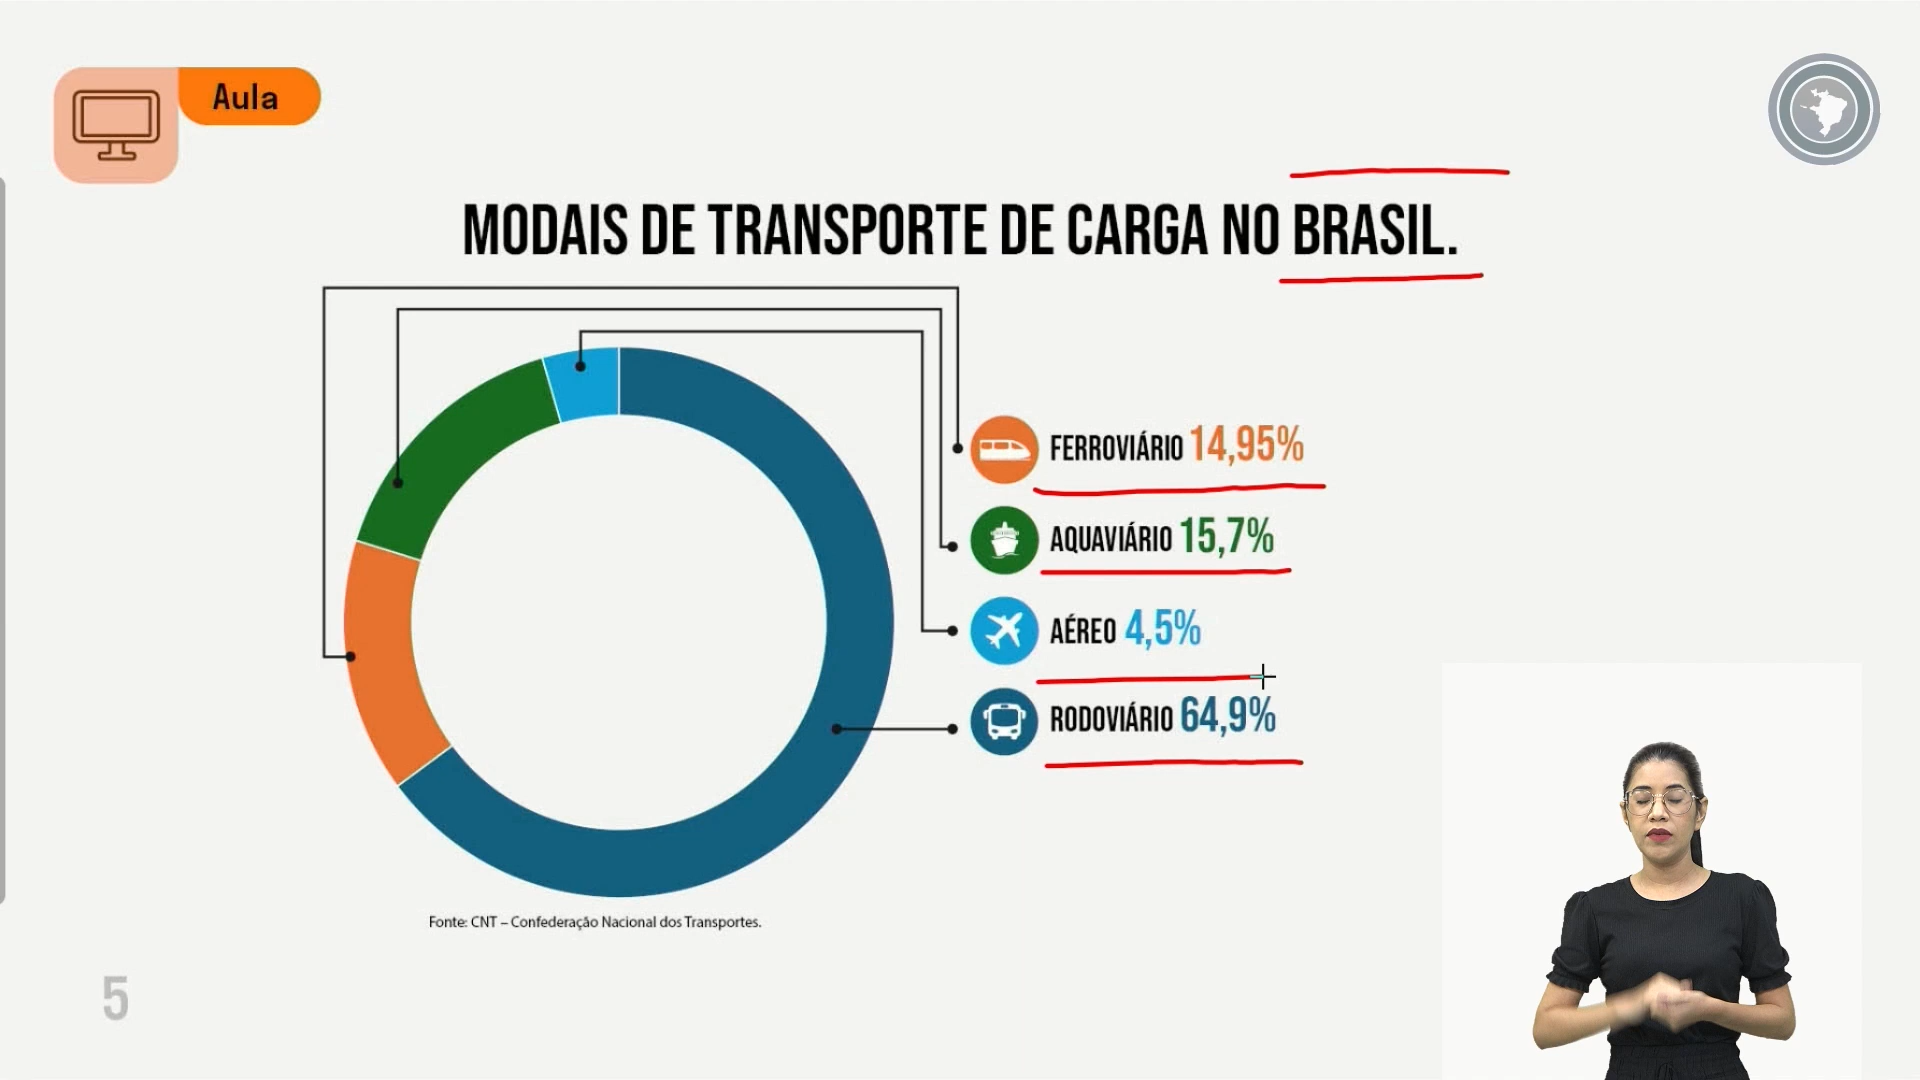 Aula
MODAIS DE TRANSPORTE DE CARGA NO BRASIL.
FERROVIÁRIO 14,95%
AQUAVIÁRIO 15,7%
AÉREO 4,5%
RODOVIÁRIO 64,9%
Fonte: CNT – Confederação Nacional dos Transportes.
5